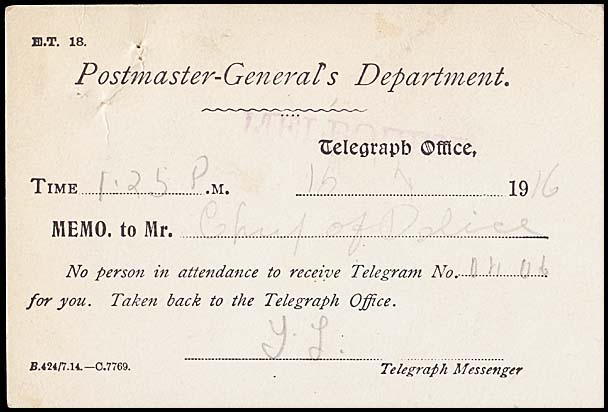 E.T. 18.
Postmaster-General's Department.
Telegraph Office,
TIME 1.25 P .M. 16 7 1916
MEMO. to Mr. Chief of Police
No person in attendance to receive Telegram No.
for you. Taken back to the Telegraph Office.
Telegraph Messenger
B.424/7.14.—C.7769.